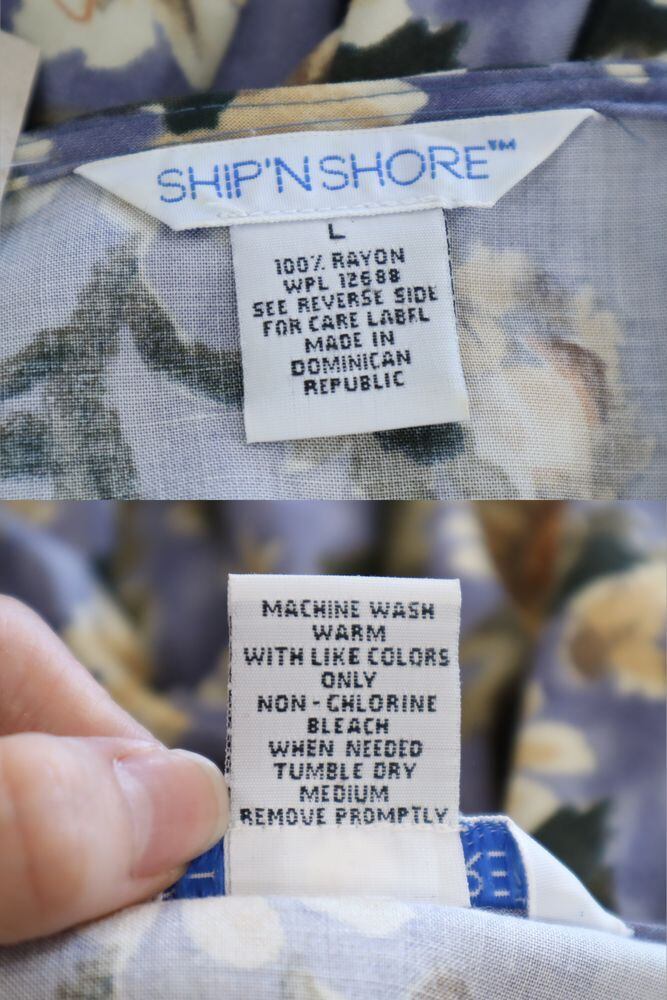 SHIP'N SHORE™
L
100% RAYON
WPL 12688
SEE REVERSE SIDE
FOR CARE LABEL
MADE IN
DOMINICAN
REPUBLIC
MACHINE WASH
WARM
WITH LIKE COLORS
ONLY
NON-CHLORINE
BLEACH
WHEN NEEDED
TUMBLE DRY
MEDIUM
REMOVE PROMPTLY